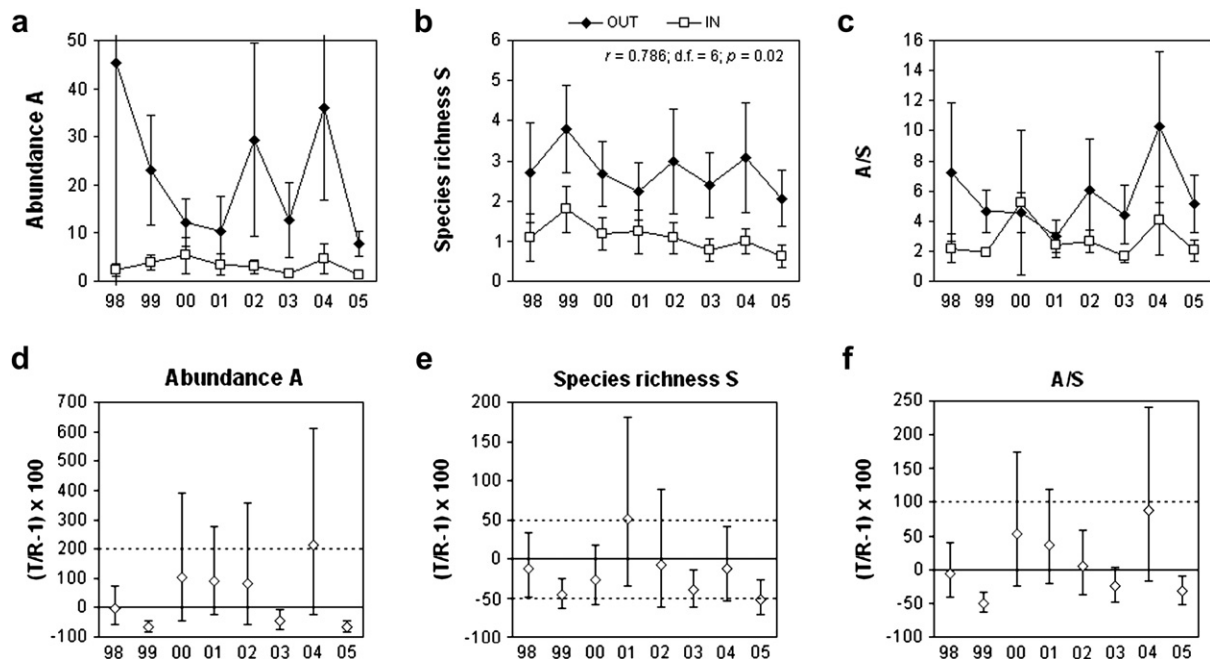 a
b
c
OUT IN
r = 0.786; d.f. = 6; p = 0.02
Abundance A
50
40
30
20
10
0
98 99 00 01 02 03 04 05
Species richness S
6
5
4
3
2
1
0
98 99 00 01 02 03 04 05
A/S
16
14
12
10
8
6
4
2
0
98 99 00 01 02 03 04 05
d
Abundance A
(T/R-1) x 100
700
600
500
400
300
200
100
0
-100
98 99 00 01 02 03 04 05
e
Species richness S
(T/R-1) x 100
200
150
100
50
0
-50
-100
98 99 00 01 02 03 04 05
f
A/S
(T/R-1) x 100
250
200
150
100
50
0
-50
-100
98 99 00 01 02 03 04 05